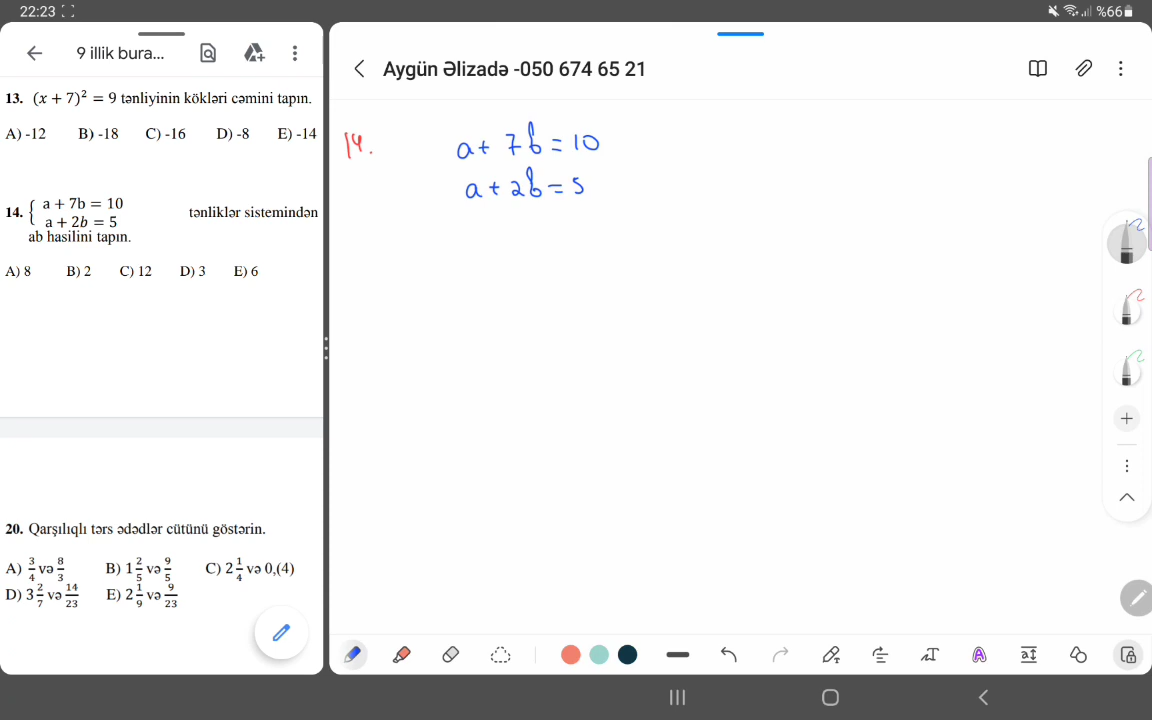 22:23
%66
9 illik bura...
13. (x + 7)² = 9 tənliyinin kökləri cəmini tapın.
A) -12 B) -18 C) -16 D) -8 E) -14
14. { a + 7b = 10
a + 2b = 5 tənliklər sistemindən
ab hasilini tapın.
A) 8 B) 2 C) 12 D) 3 E) 6
20. Qarşılıqlı tərs ədədlər cütünü göstərin.
A) 3/4 və 8/3 B) 1 2/5 və 9/5 C) 2 1/4 və 0,(4)
D) 3 2/7 və 14/23 E) 2 1/9 və 9/23
Aygün Əlizadə -050 674 65 21
14. a + 7b = 10
a + 2b = 5